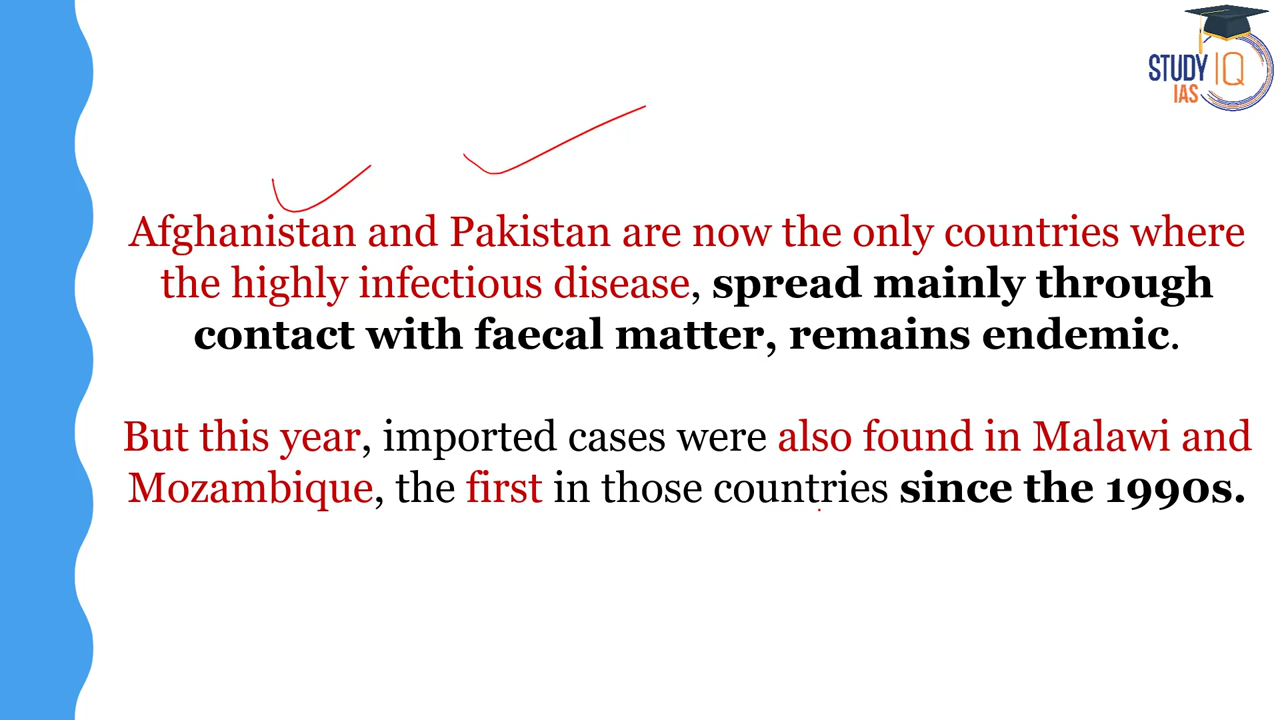 STUDY IQ
IAS
Afghanistan and Pakistan are now the only countries where
the highly infectious disease, spread mainly through
contact with faecal matter, remains endemic.
But this year, imported cases were also found in Malawi and
Mozambique, the first in those countries since the 1990s.